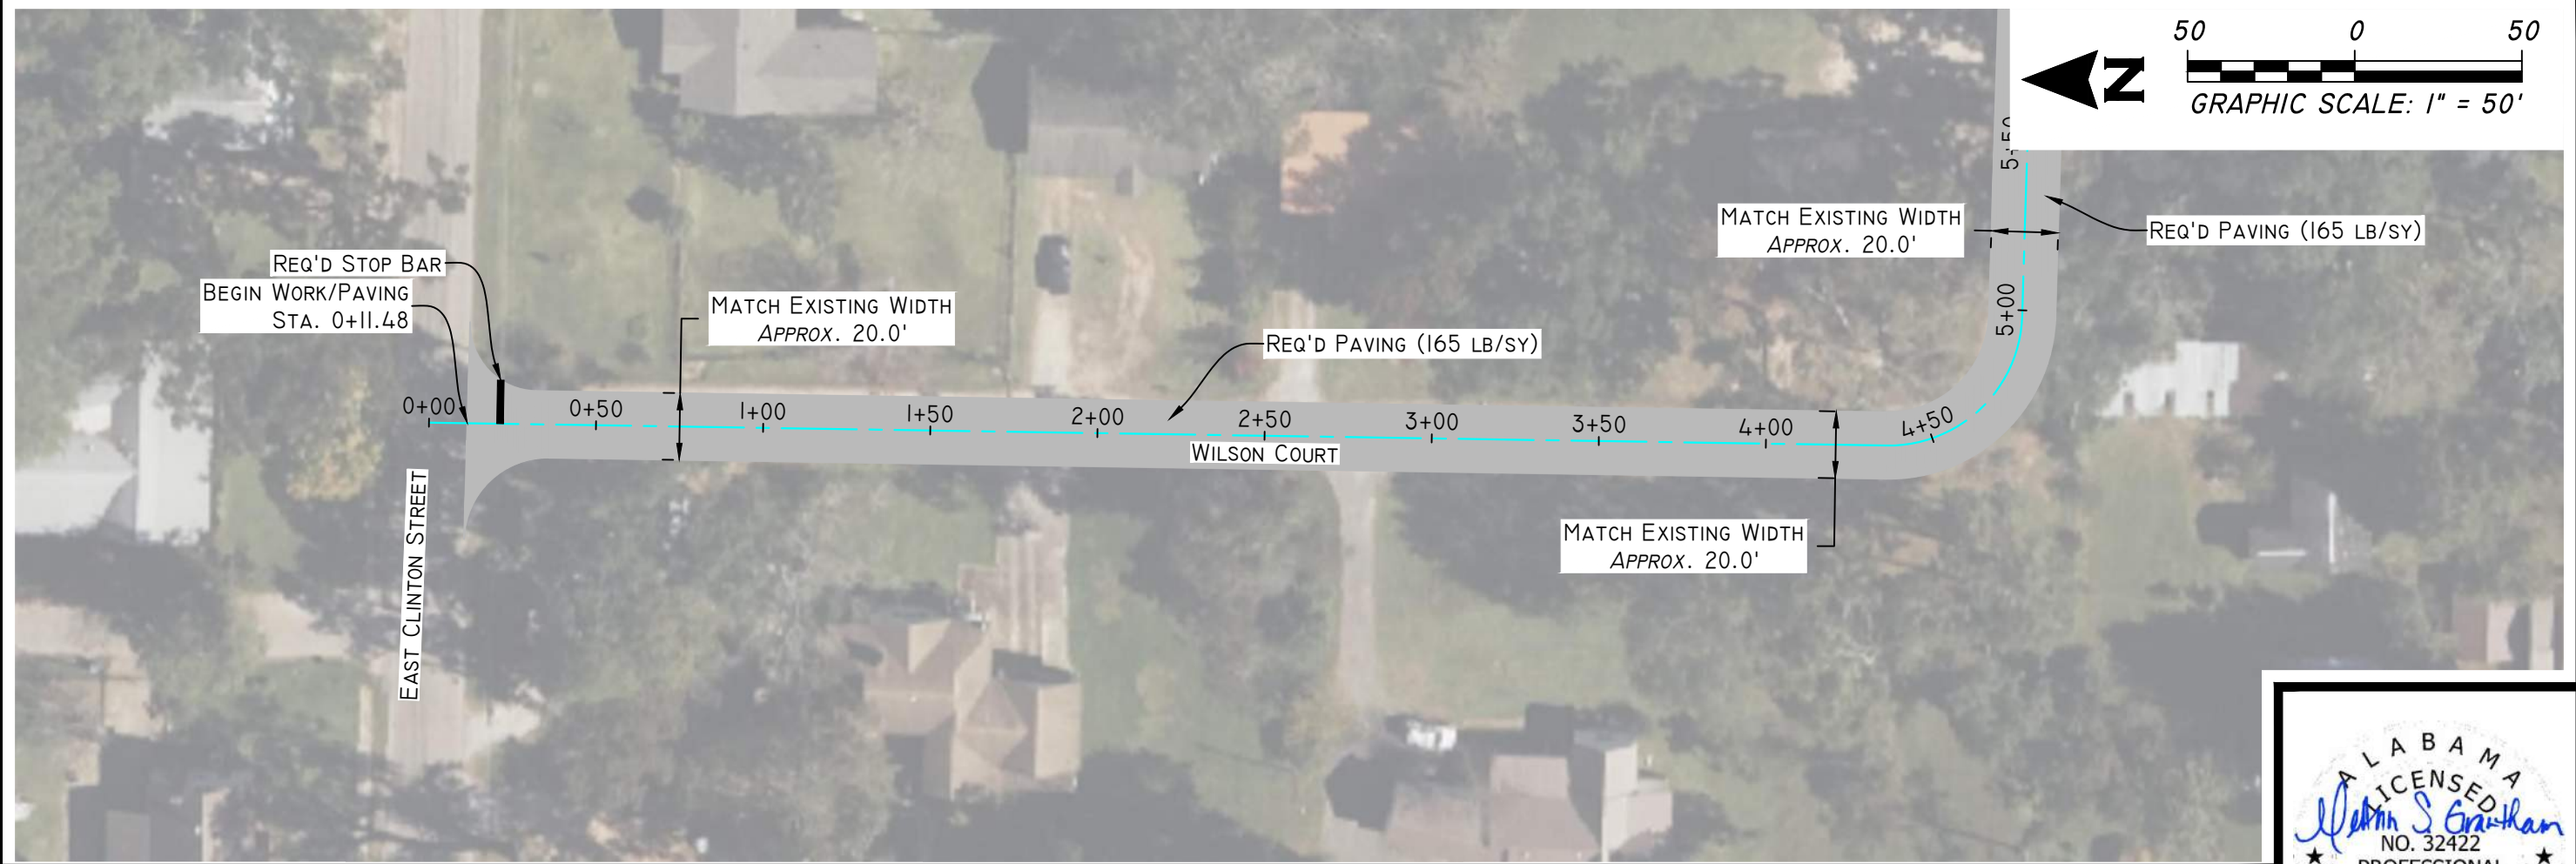 50 0 50
N
GRAPHIC SCALE: 1" = 50'
5+50
MATCH EXISTING WIDTH
APPROX. 20.0'
REQ'D PAVING (165 LB/SY)
REQ'D STOP BAR
BEGIN WORK/PAVING
STA. 0+11.48
MATCH EXISTING WIDTH
APPROX. 20.0'
REQ'D PAVING (165 LB/SY)
5+00
0+00 0+50 1+00 1+50 2+00 2+50 3+00 3+50 4+00 4+50
WILSON COURT
EAST CLINTON STREET
MATCH EXISTING WIDTH
APPROX. 20.0'
ALABAMA
LICENSED
NO. 32422
PROFESSIONAL